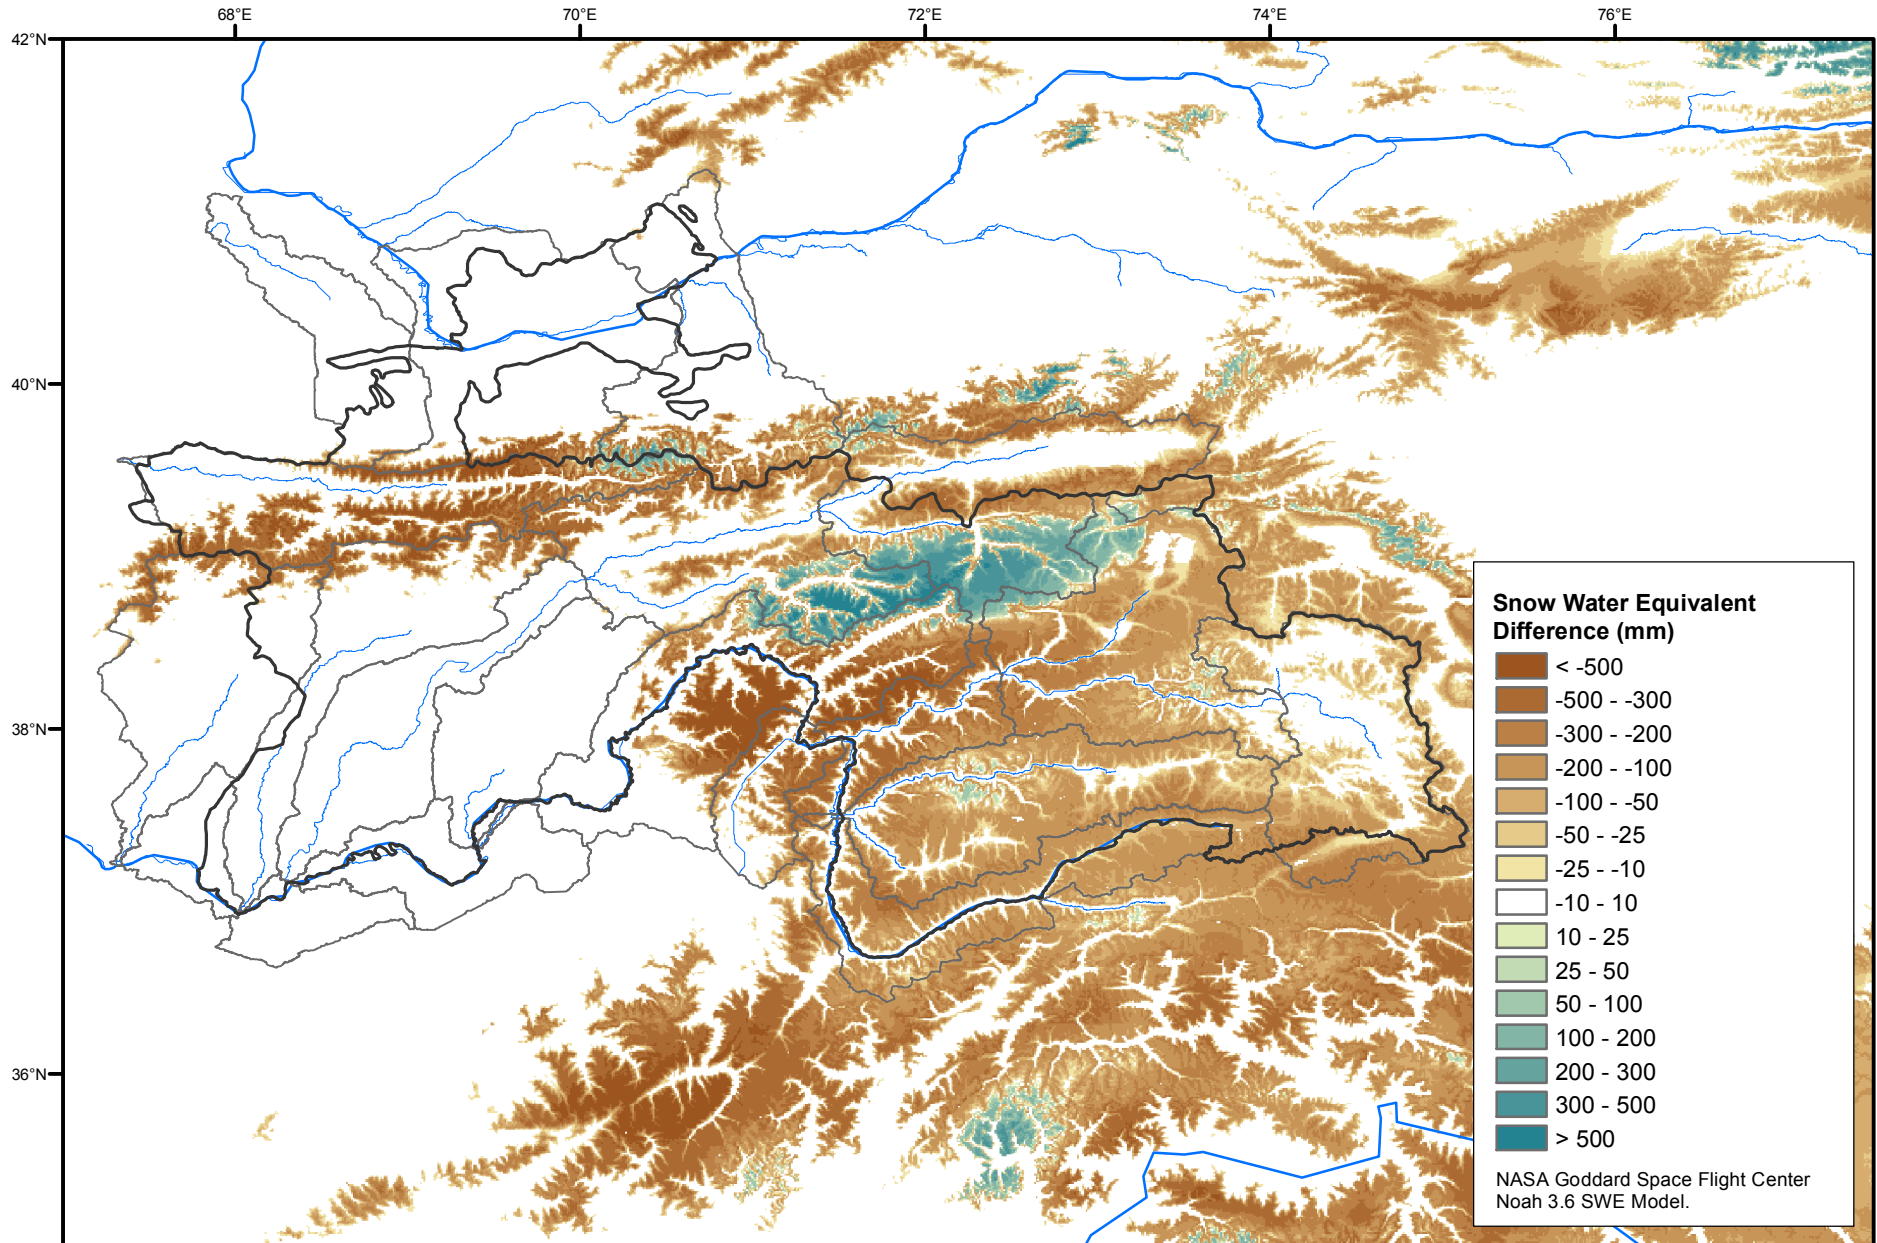 68°E
70°E
72°E
74°E
76°E
42°N
40°N
38°N
36°N
Snow Water Equivalent
Difference (mm)
< -500
-500 - -300
-300 - -200
-200 - -100
-100 - -50
-50 - -25
-25 - -10
-10 - 10
10 - 25
25 - 50
50 - 100
100 - 200
200 - 300
300 - 500
> 500
NASA Goddard Space Flight Center
Noah 3.6 SWE Model.